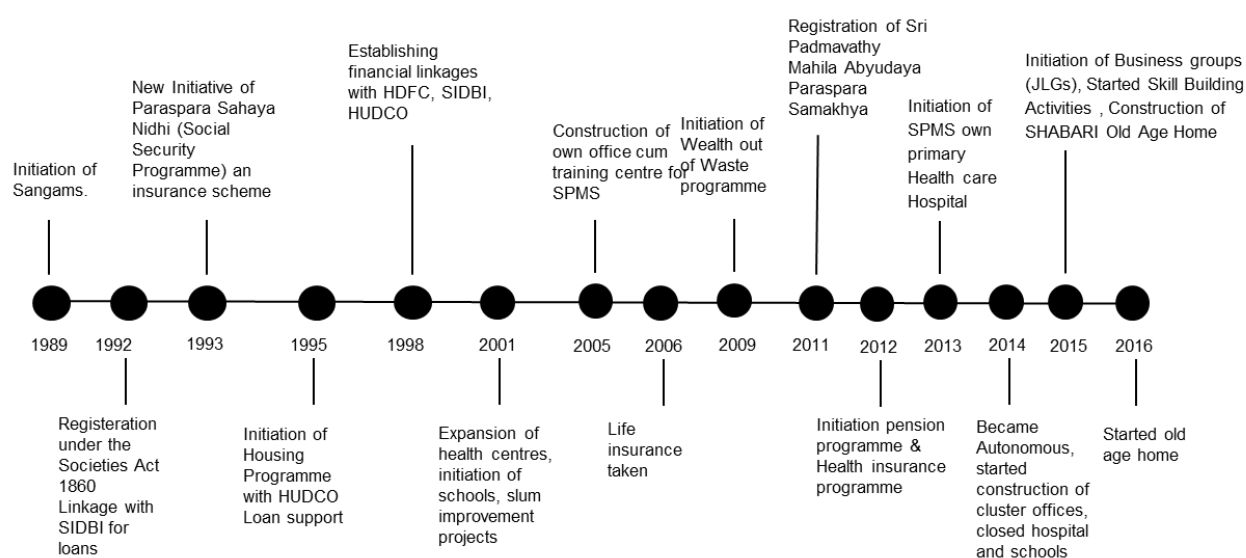 Initiation of
Sangams.
New Initiative of
Paraspara Sahaya
Nidhi (Social
Security
Programme) an
insurance scheme
Establishing
financial linkages
with HDFC, SIDBI,
HUDCO
Construction of
own office cum
training centre for
SPMS
Initiation of
Wealth out
of Waste
programme
Registration of Sri
Padmavathy
Mahila Abyudaya
Paraspara
Samakhya
Initiation of
SPMS own
primary
Health care
Hospital
Initiation of Business groups
(JLGs), Started Skill Building
Activities , Construction of
SHABARI Old Age Home
1989 1992 1993 1995 1998 2001 2005 2006 2009 2011 2012 2013 2014 2015 2016
Registeration
under the
Societies Act
1860
Linkage with
SIDBI for
loans
Initiation of
Housing
Programme
with HUDCO
Loan support
Expansion of
health centres,
initiation of
schools, slum
improvement
projects
Life
insurance
taken
Initiation pension
programme &
Health insurance
programme
Became
Autonomous,
started
construction of
cluster offices,
closed hospital
and schools
Started old
age home